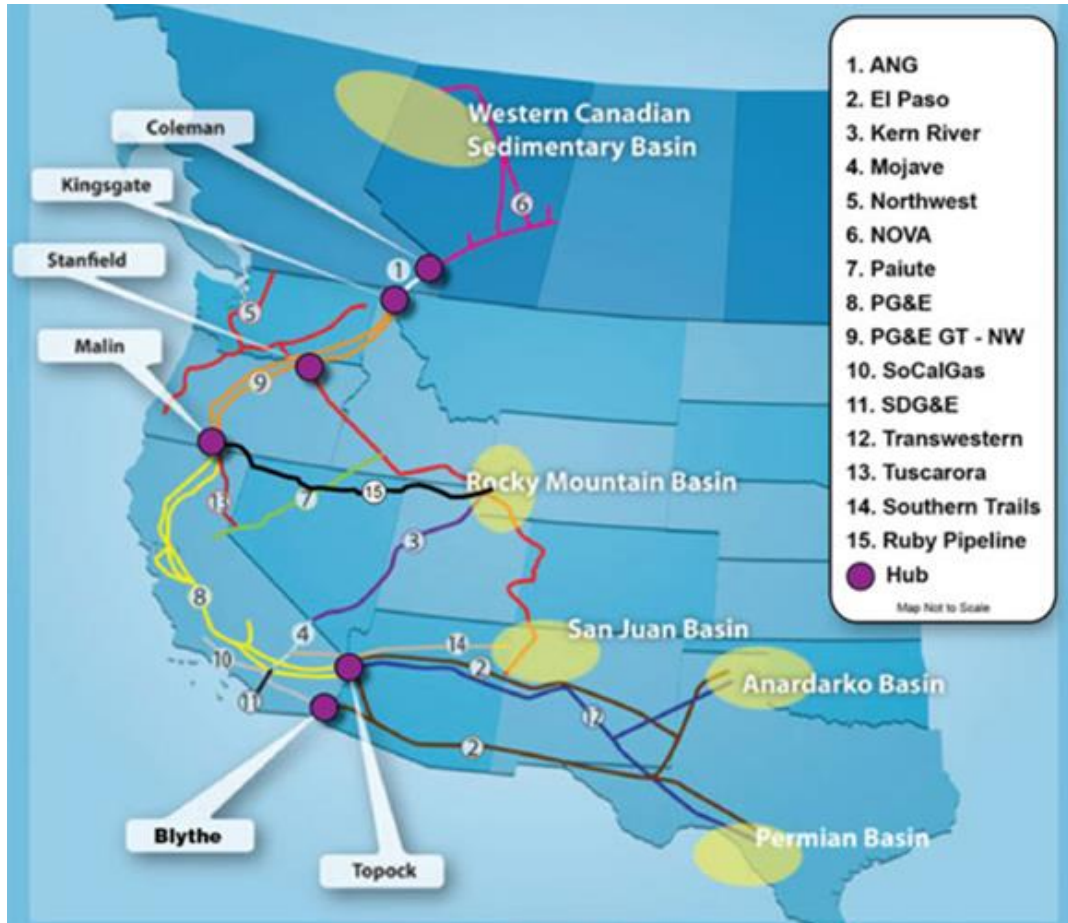 Coleman
Kingsgate
Stanfield
Malin
Western Canadian
Sedimentary Basin
6
1
5
9
Rocky Mountain Basin
15
13
7
3
8
4
14
San Juan Basin
10
2
Anardarko Basin
11
12
2
Blythe
Topock
Permian Basin
1. ANG
2. El Paso
3. Kern River
4. Mojave
5. Northwest
6. NOVA
7. Paiute
8. PG&E
9. PG&E GT - NW
10. SoCalGas
11. SDG&E
12. Transwestern
13. Tuscarora
14. Southern Trails
15. Ruby Pipeline
Hub
Map Not to Scale